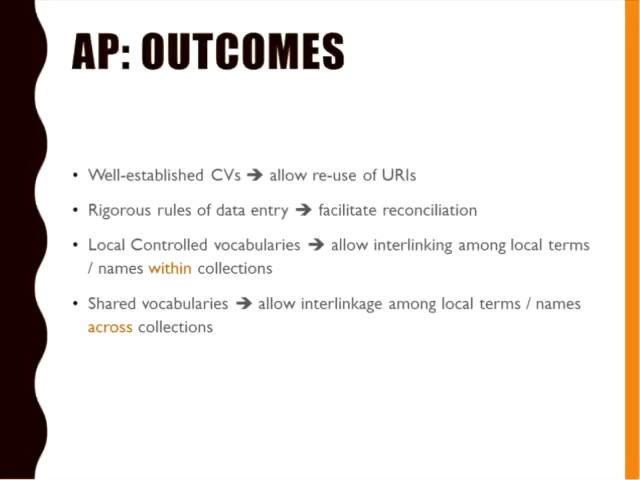 AP: OUTCOMES
• Well-established CVs ➔ allow re-use of URIs
• Rigorous rules of data entry ➔ facilitate reconciliation
• Local Controlled vocabularies ➔ allow interlinking among local terms
/ names within collections
• Shared vocabularies ➔ allow interlinkage among local terms / names
across collections